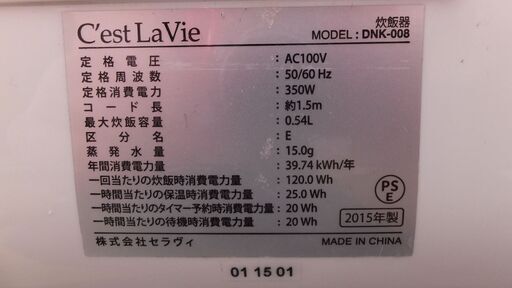 C'est LaVie
炊飯器
MODEL : DNK-008
定格電圧 : AC100V
定格周波数 : 50/60 Hz
定格消費電力 : 350W
コード長 : 約1.5m
最大炊飯容量 : 0.54L
区分名 : E
蒸発水量 : 15.0g
年間消費電力量 : 39.74 kWh/年
一回当たりの炊飯時消費電力量 : 120.0 Wh
一時間当たりの保温時消費電力量 : 25.0 Wh
一時間当たりのタイマー予約時消費電力量 : 20 Wh
一時間当たりの待機時消費電力量 : 20 Wh
PS
E
2015年製
株式会社セラヴィ
MADE IN CHINA
01 15 01